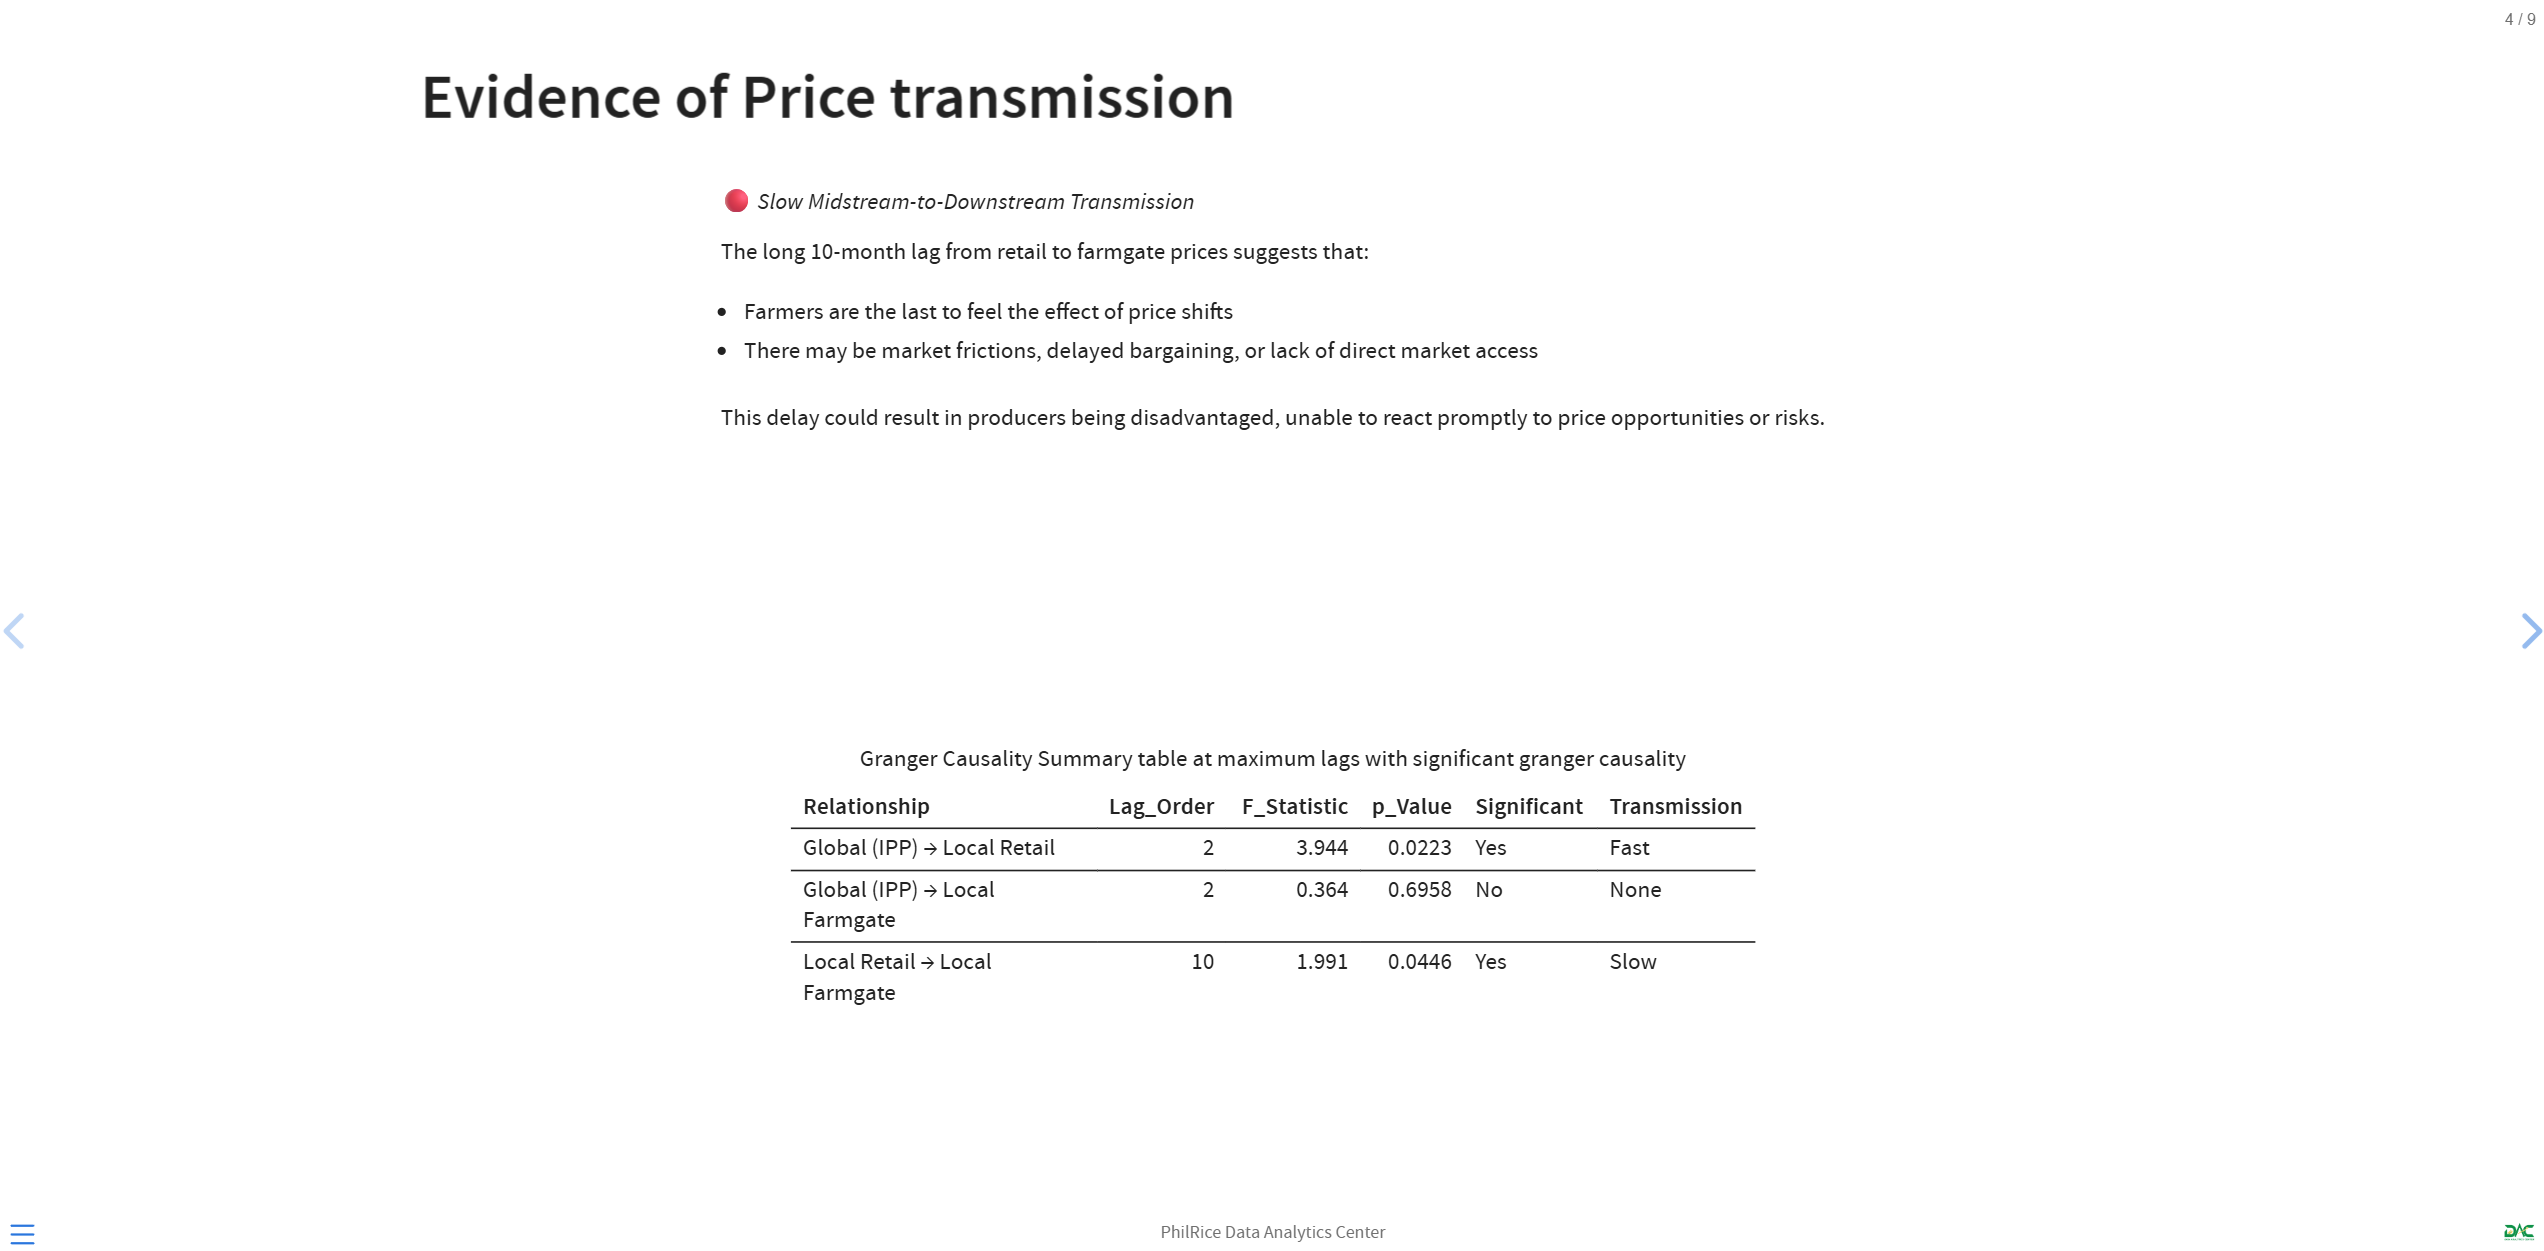 4 / 9
Evidence of Price transmission
🔴 Slow Midstream-to-Downstream Transmission
The long 10-month lag from retail to farmgate prices suggests that:
• Farmers are the last to feel the effect of price shifts
• There may be market frictions, delayed bargaining, or lack of direct market access
This delay could result in producers being disadvantaged, unable to react promptly to price opportunities or risks.
Granger Causality Summary table at maximum lags with significant granger causality
Relationship Lag_Order F_Statistic p_Value Significant Transmission
Global (IPP) → Local Retail 2 3.944 0.0223 Yes Fast
Global (IPP) → Local 2 0.364 0.6958 No None
Farmgate
Local Retail → Local 10 1.991 0.0446 Yes Slow
Farmgate
PhilRice Data Analytics Center
DAC